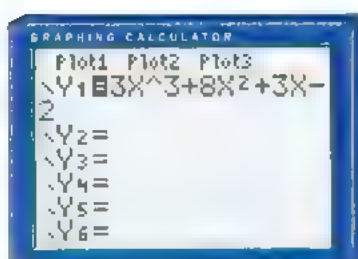 GRAPHING CALCULATOR
Plot1 Plot2 Plot3
\Y₁=3X^3+8X²+3X-
2
\Y₂=
\Y₃=
\Y₄=
\Y₅=
\Y₆=